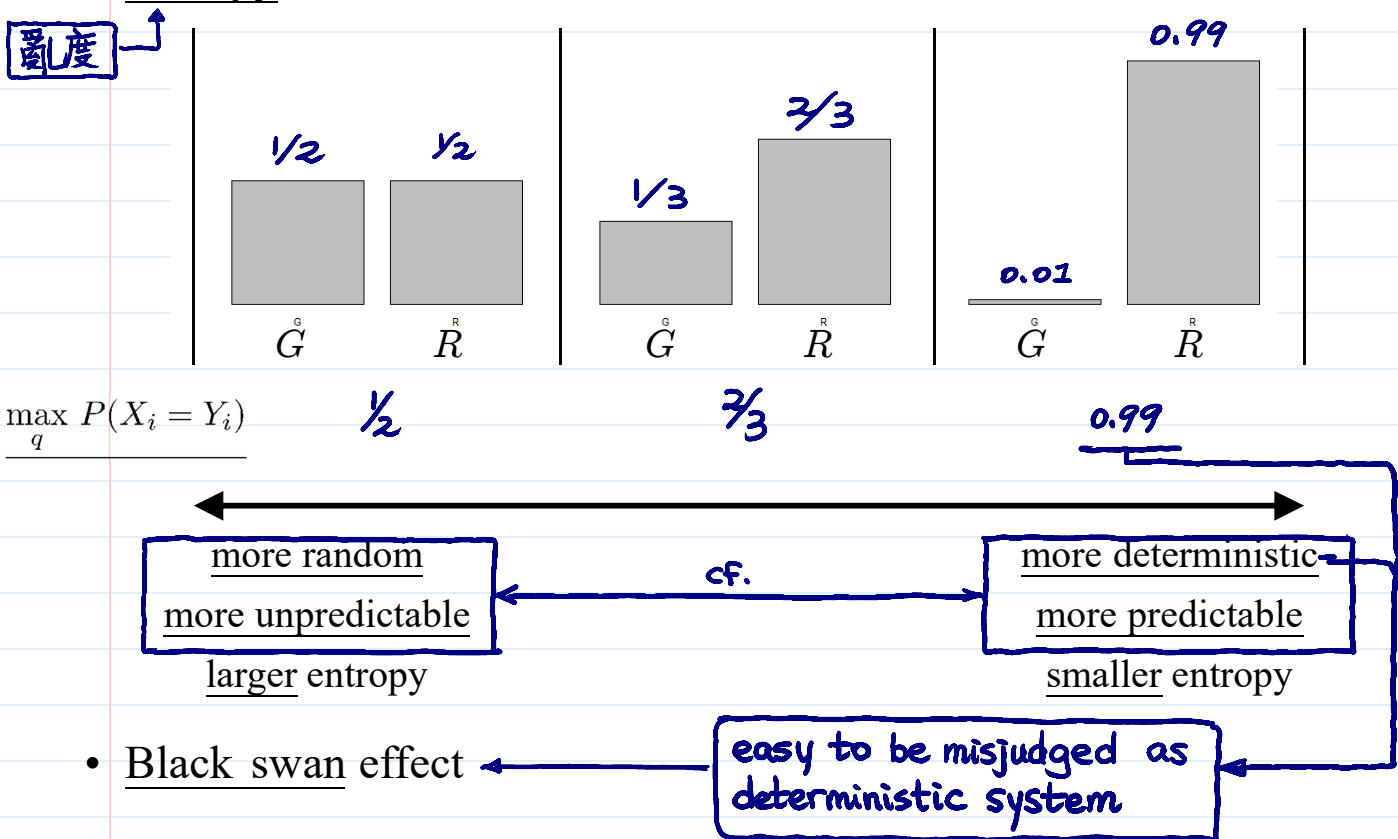 亂度
1/2 1/2
1/3 2/3
0.01 0.99
G R G R G R
G R G R G R
max P(X_i = Y_i) 1/2 2/3 0.99
q
more random cf. more deterministic
more unpredictable more predictable
larger entropy smaller entropy
• Black swan effect
easy to be misjudged as
deterministic system